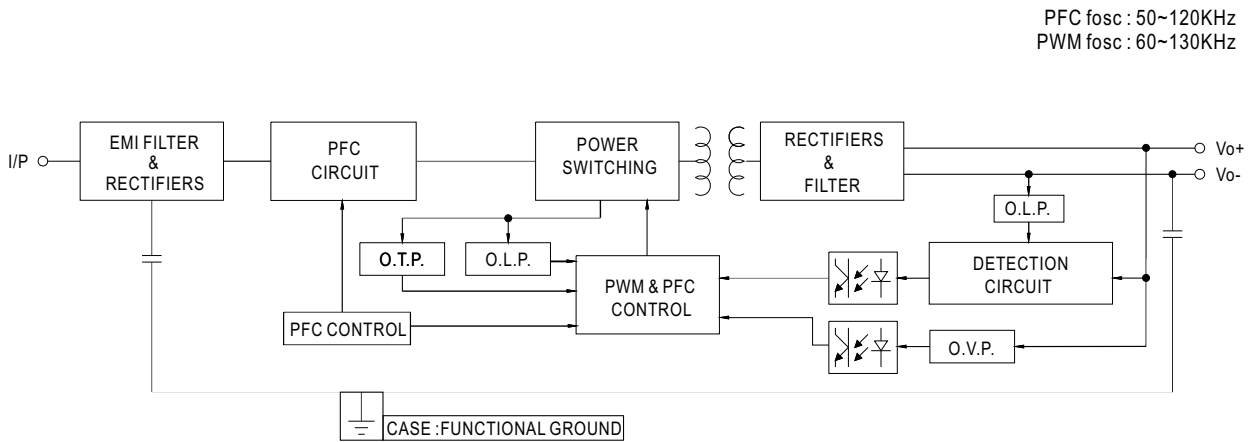 PFC fosc : 50~120KHz
PWM fosc : 60~130KHz
I/P
EMI FILTER
&
RECTIFIERS
PFC
CIRCUIT
POWER
SWITCHING
RECTIFIERS
&
FILTER
Vo+
Vo-
O.L.P.
O.T.P.
O.L.P.
PWM & PFC
CONTROL
DETECTION
CIRCUIT
PFC CONTROL
O.V.P.
CASE :FUNCTIONAL GROUND